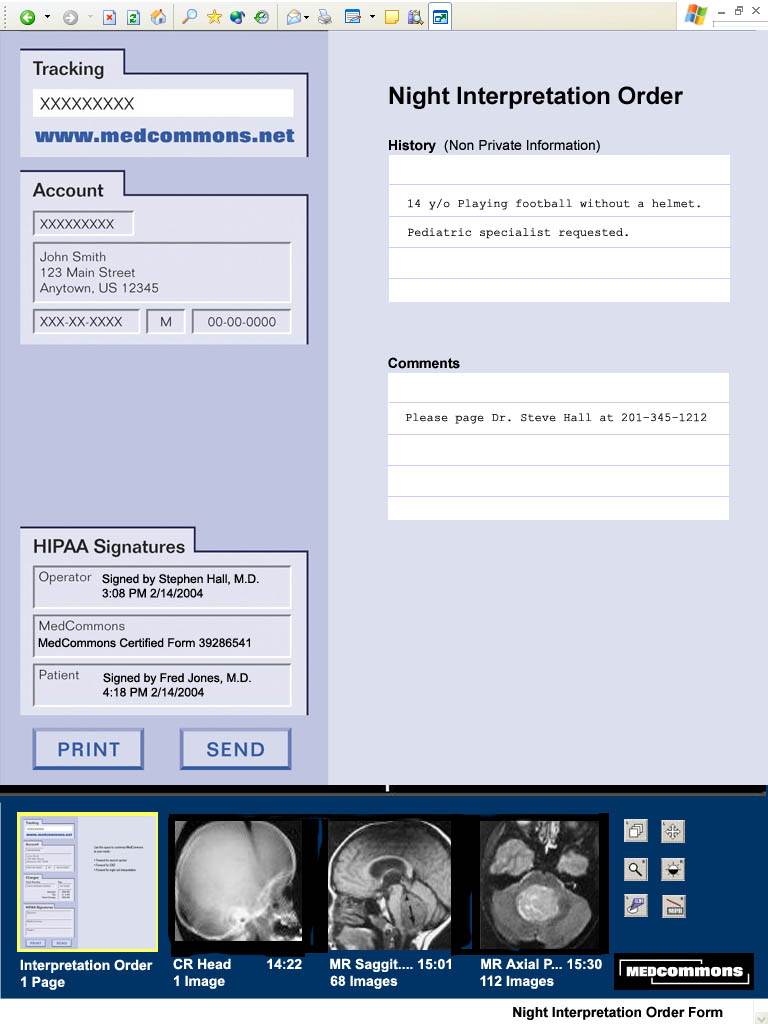 Tracking
XXXXXXXXX
www.medcommons.net
Account
XXXXXXXXX
John Smith
123 Main Street
Anytown, US 12345
XXX-XX-XXXX M 00-00-0000
HIPAA Signatures
Operator Signed by Stephen Hall, M.D.
3:08 PM 2/14/2004
MedCommons
MedCommons Certified Form 39286541
Patient Signed by Fred Jones, M.D.
4:18 PM 2/14/2004
PRINT SEND
Night Interpretation Order
History (Non Private Information)
14 y/o Playing football without a helmet.
Pediatric specialist requested.
Comments
Please page Dr. Steve Hall at 201-345-1212
Interpretation Order
1 Page
CR Head 14:22
1 Image
MR Saggit.... 15:01
68 Images
MR Axial P... 15:30
112 Images
MEDCOMMONS
Night Interpretation Order Form